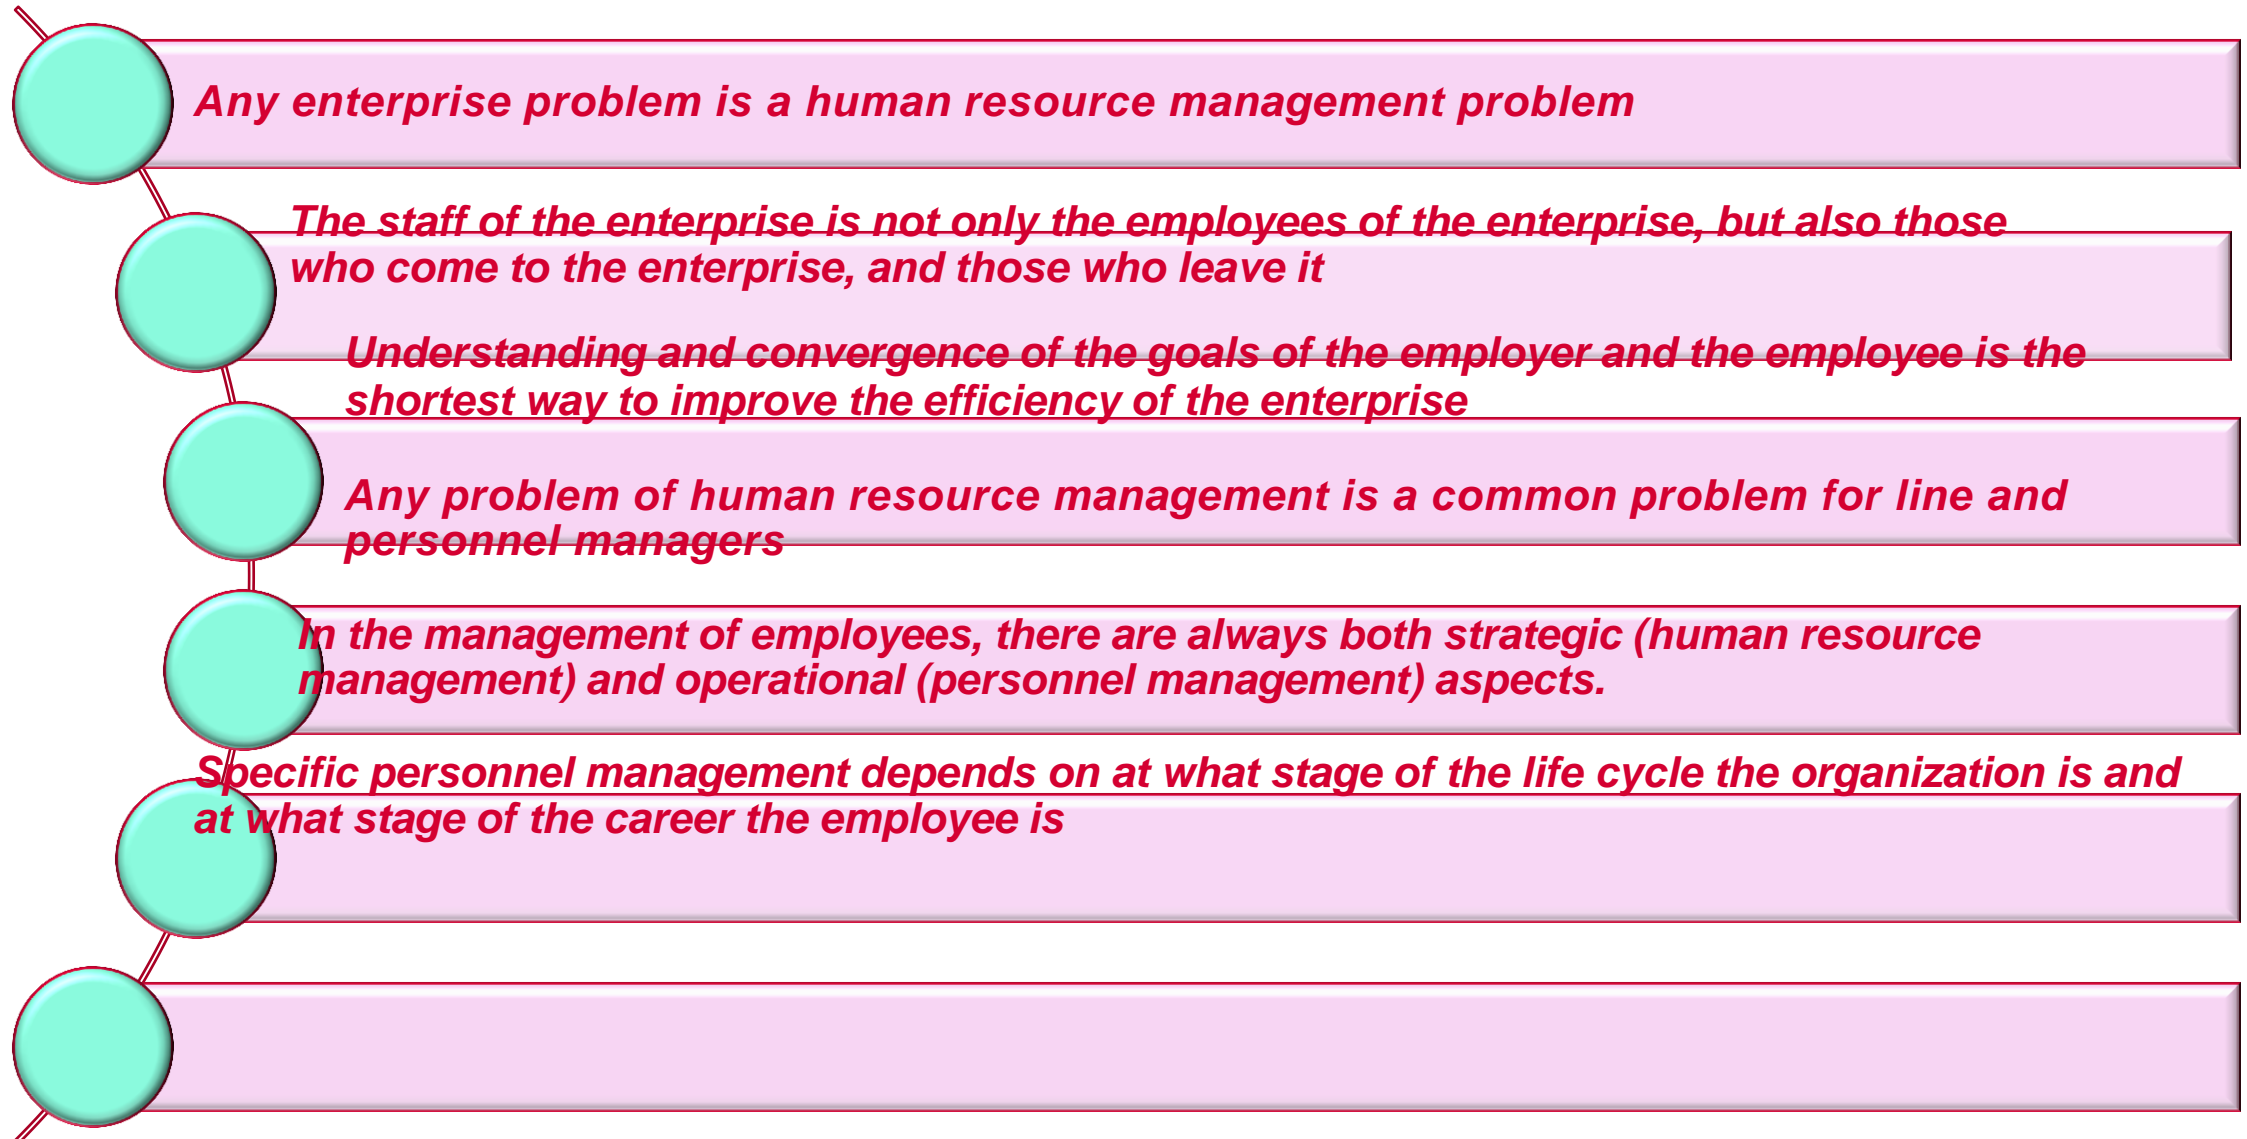 Any enterprise problem is a human resource management problem
The staff of the enterprise is not only the employees of the enterprise, but also those
who come to the enterprise, and those who leave it
Understanding and convergence of the goals of the employer and the employee is the
shortest way to improve the efficiency of the enterprise
Any problem of human resource management is a common problem for line and
personnel managers
In the management of employees, there are always both strategic (human resource
management) and operational (personnel management) aspects.
Specific personnel management depends on at what stage of the life cycle the organization is and
at what stage of the career the employee is